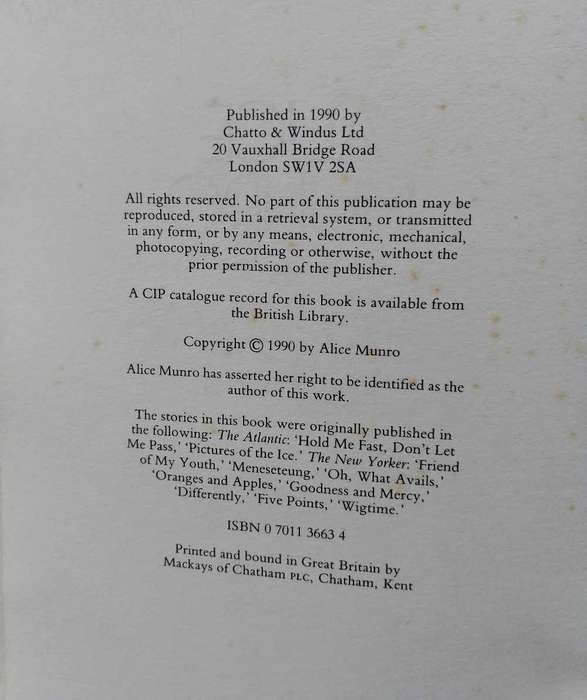 Published in 1990 by
Chatto & Windus Ltd
20 Vauxhall Bridge Road
London SW1V 2SA
All rights reserved. No part of this publication may be
reproduced, stored in a retrieval system, or transmitted
in any form, or by any means, electronic, mechanical,
photocopying, recording or otherwise, without the
prior permission of the publisher.
A CIP catalogue record for this book is available from
the British Library.
Copyright © 1990 by Alice Munro
Alice Munro has asserted her right to be identified as the
author of this work.
The stories in this book were originally published in
the following: The Atlantic: ‘Hold Me Fast, Don't Let
Me Pass,’ ‘Pictures of the Ice.’ The New Yorker: ‘Friend
of My Youth,’ ‘Meneseteung,’ ‘Oh, What Avails,’
‘Oranges and Apples,’ ‘Goodness and Mercy,’
‘Differently,’ ‘Five Points,’ ‘Wigtime.’
ISBN 0 7011 3663 4
Printed and bound in Great Britain by
Mackays of Chatham PLC, Chatham, Kent